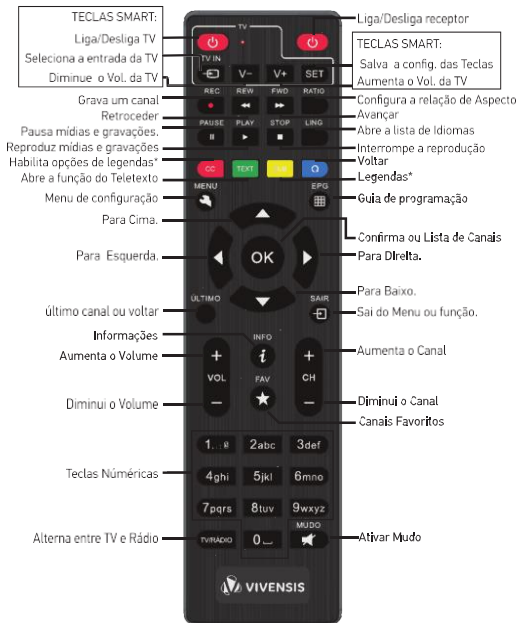 TECLAS SMART:
Liga/Desliga TV
Seleciona a entrada da TV
Diminue o Vol. da TV
Grava um canal
Retroceder
Pausa mídias e gravações.
Reproduz mídias e gravações
Habilita opções de legendas*
Abre a função do Teletexto
Menu de configuração
Para Cima.
Para Esquerda.
último canal ou voltar
Informações
Aumenta o Volume
Diminui o Volume
Teclas Núméricas
Alterna entre TV e Rádio
TV
TV IN
V-
V+
SET
REC
REW
FWD
RATIO
PAUSE
PLAY
STOP
LING
CC
TEXT
MENU
EPG
OK
ÚLTIMO
SAIR
INFO
i
+
VOL
-
FAV
+
CH
-
1
2abc
3def
4ghi
5jkl
6mno
7pqrs
8tuv
9wxyz
TV/RÁDIO
0
MUDO
VIVENSIS
Liga/Desliga receptor
TECLAS SMART:
Salva a config. das Teclas
Aumenta o Vol. da TV
Configura a relação de Aspecto
Avançar
Abre a lista de Idiomas
Interrompe a reprodução
Voltar
Legendas*
Guia de programação
Confirma ou Lista de Canais
Para DIreIta.
Para Baixo.
Sai do Menu ou função.
Aumenta o Canal
Diminui o Canal
Canais Favoritos
Ativar Mudo